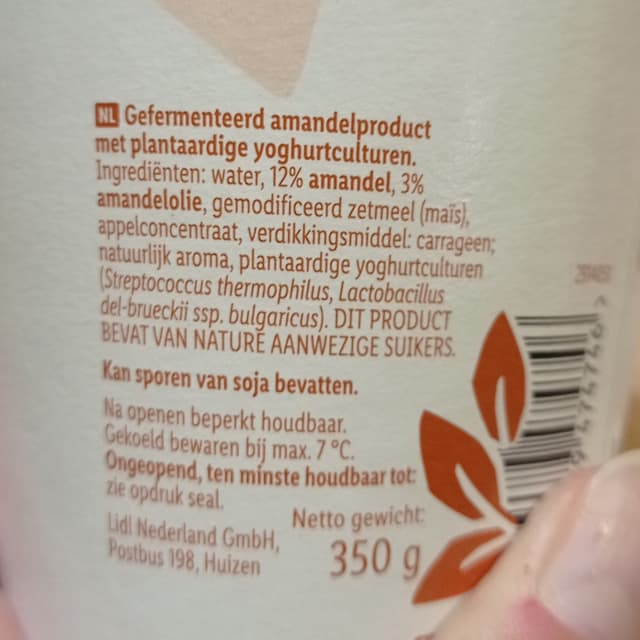 NL Gefermenteerd amandelproduct
met plantaardige yoghurtculturen.
Ingrediënten: water, 12% amandel, 3%
amandelolie, gemodificeerd zetmeel (maïs),
appelconcentraat, verdikkingsmiddel: carrageen;
natuurlijk aroma, plantaardige yoghurtculturen
(Streptococcus thermophilus, Lactobacillus
del-brueckii ssp. bulgaricus). DIT PRODUCT
BEVAT VAN NATURE AANWEZIGE SUIKERS.
Kan sporen van soja bevatten.
Na openen beperkt houdbaar.
Gekoeld bewaren bij max. 7 °C.
Ongeopend, ten minste houdbaar tot:
zie opdruk seal.
Lidl Nederland GmbH,
Postbus 198, Huizen
Netto gewicht:
350 g